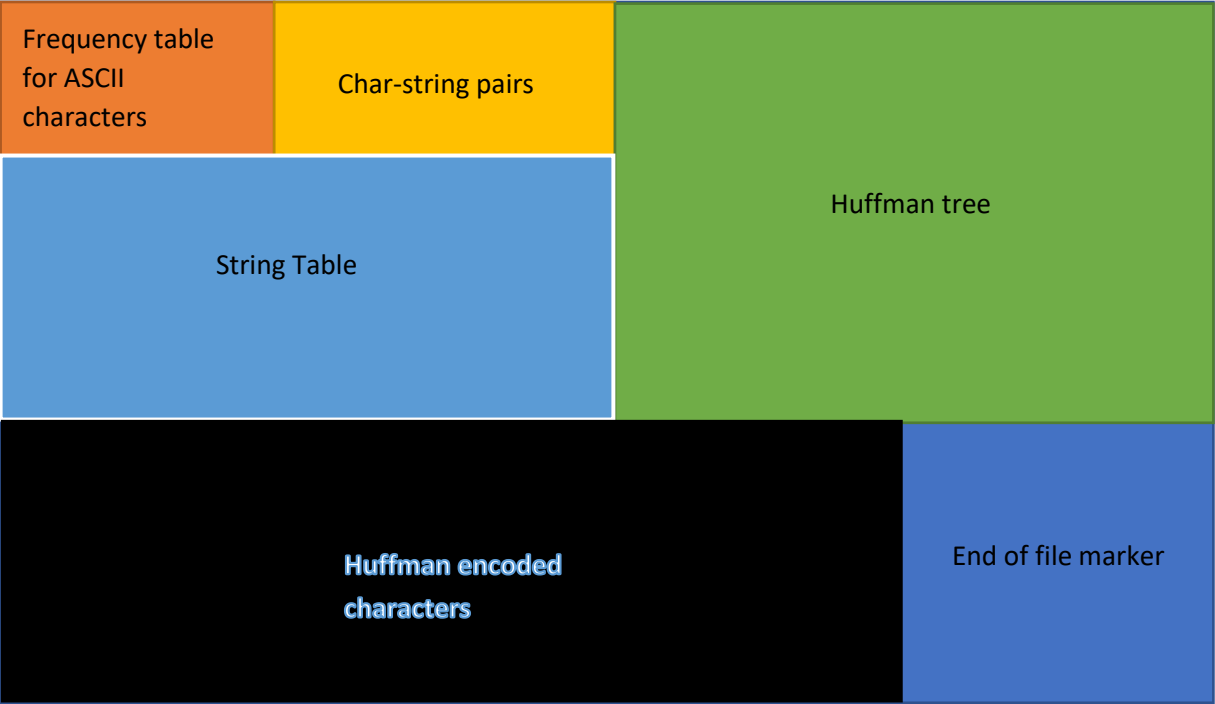 Frequency table
for ASCII
characters
Char-string pairs
Huffman tree
String Table
Huffman encoded
characters
End of file marker